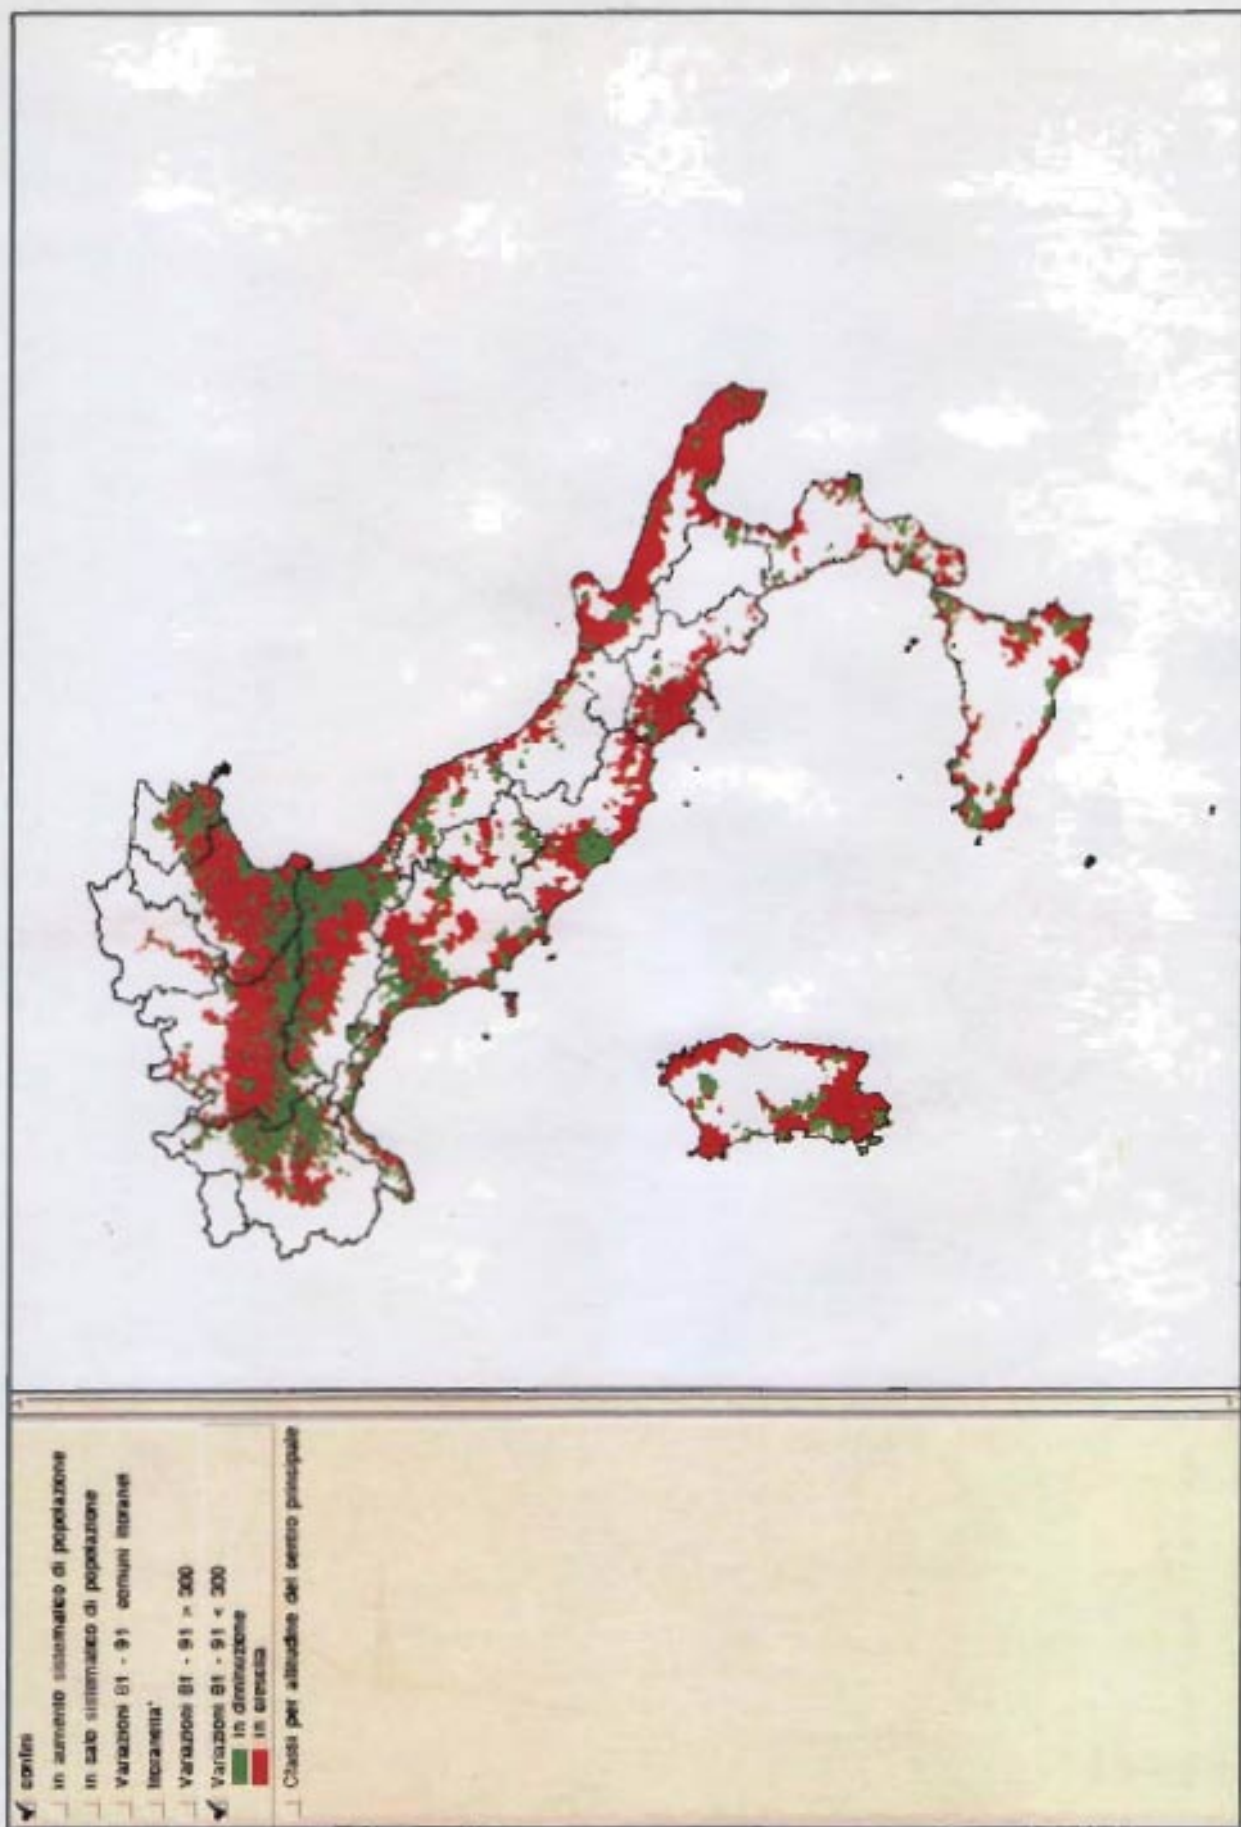 confini
in aumento sistematico di popolazione
in calo sistematico di popolazione
Variazioni 81 - 91 comuni litoranei
litoraneita'
Variazioni 81 - 91 > 300
Variazioni 81 - 91 < 300
in diminuzione
in crescita
Classi per altitudine del centro principale